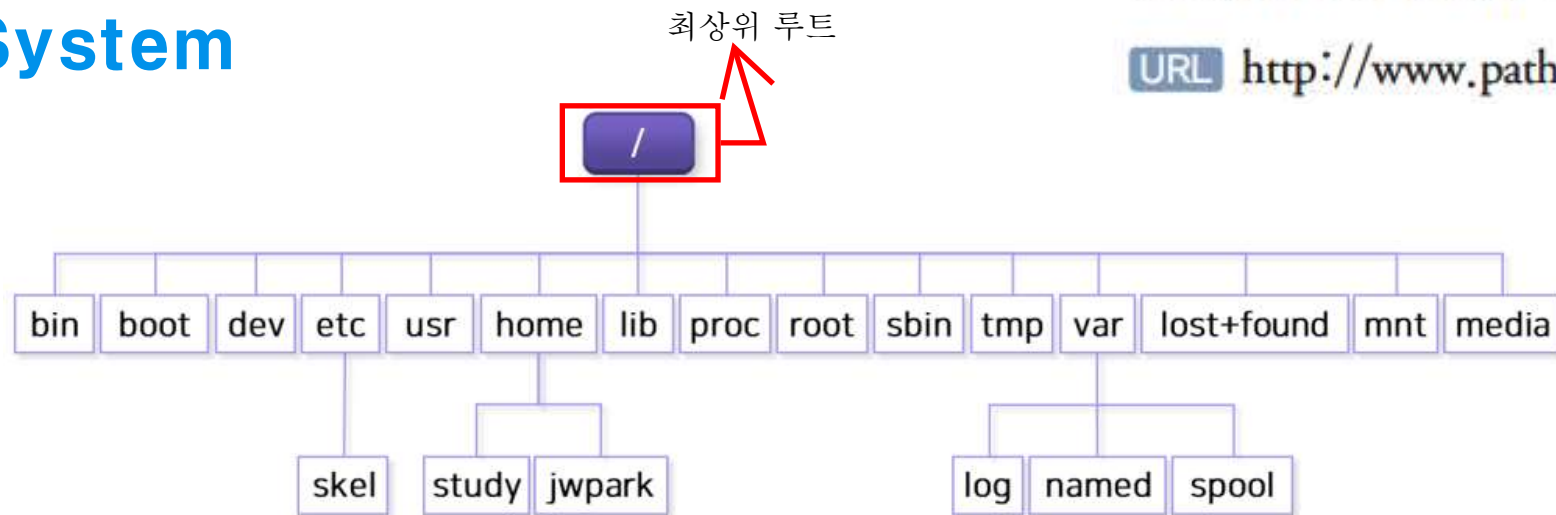 System
최상위 루트
URL http://www.path
/
bin boot dev etc usr home lib proc root sbin tmp var lost+found mnt media
skel study jwpark log named spool